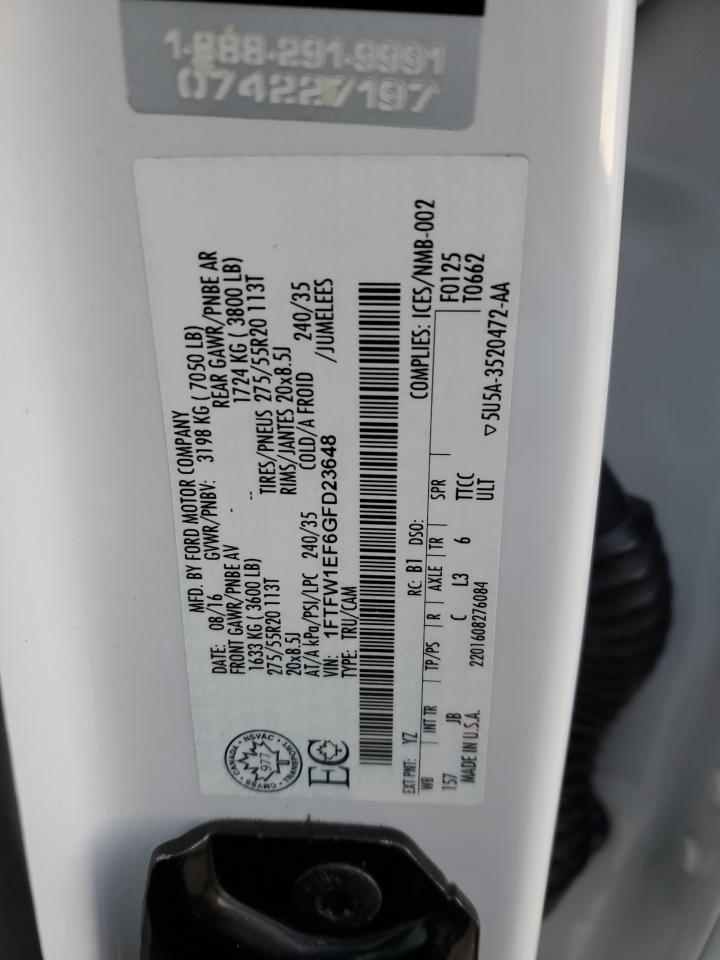 1-888-291-9991
074227197
MFD. BY FORD MOTOR COMPANY
DATE: 08/16 GVWR/PNBV: 3198 KG ( 7050 LB)
FRONT GAWR/PNBE AV REAR GAWR/PNBE AR
1633 KG ( 3600 LB) 1724 KG ( 3800 LB)
275/55R20 113T TIRES/PNEUS 275/55R20 113T
20x8.5J RIMS/JANTES 20x8.5J
AT/A kPa/PSI/LPC 240/35 COLD/A FROID 240/35
VIN: 1FTFW1EF6GFD23648 /JUMELEES
TYPE: TRU/CAM
CANADA • NSVAC • TRANSPORT • CMVSS •
977
EC
COMPLIES: ICES/NMB-002
EXT PNT: YZ RC: B1 DSO: F0125
T0662
WB INT TR TP/PS R AXLE TR SPR
157 JB C L3 6 TTCC
ULT
MADE IN U.S.A. 2201608276084 ▽5U5A-3520472-AA